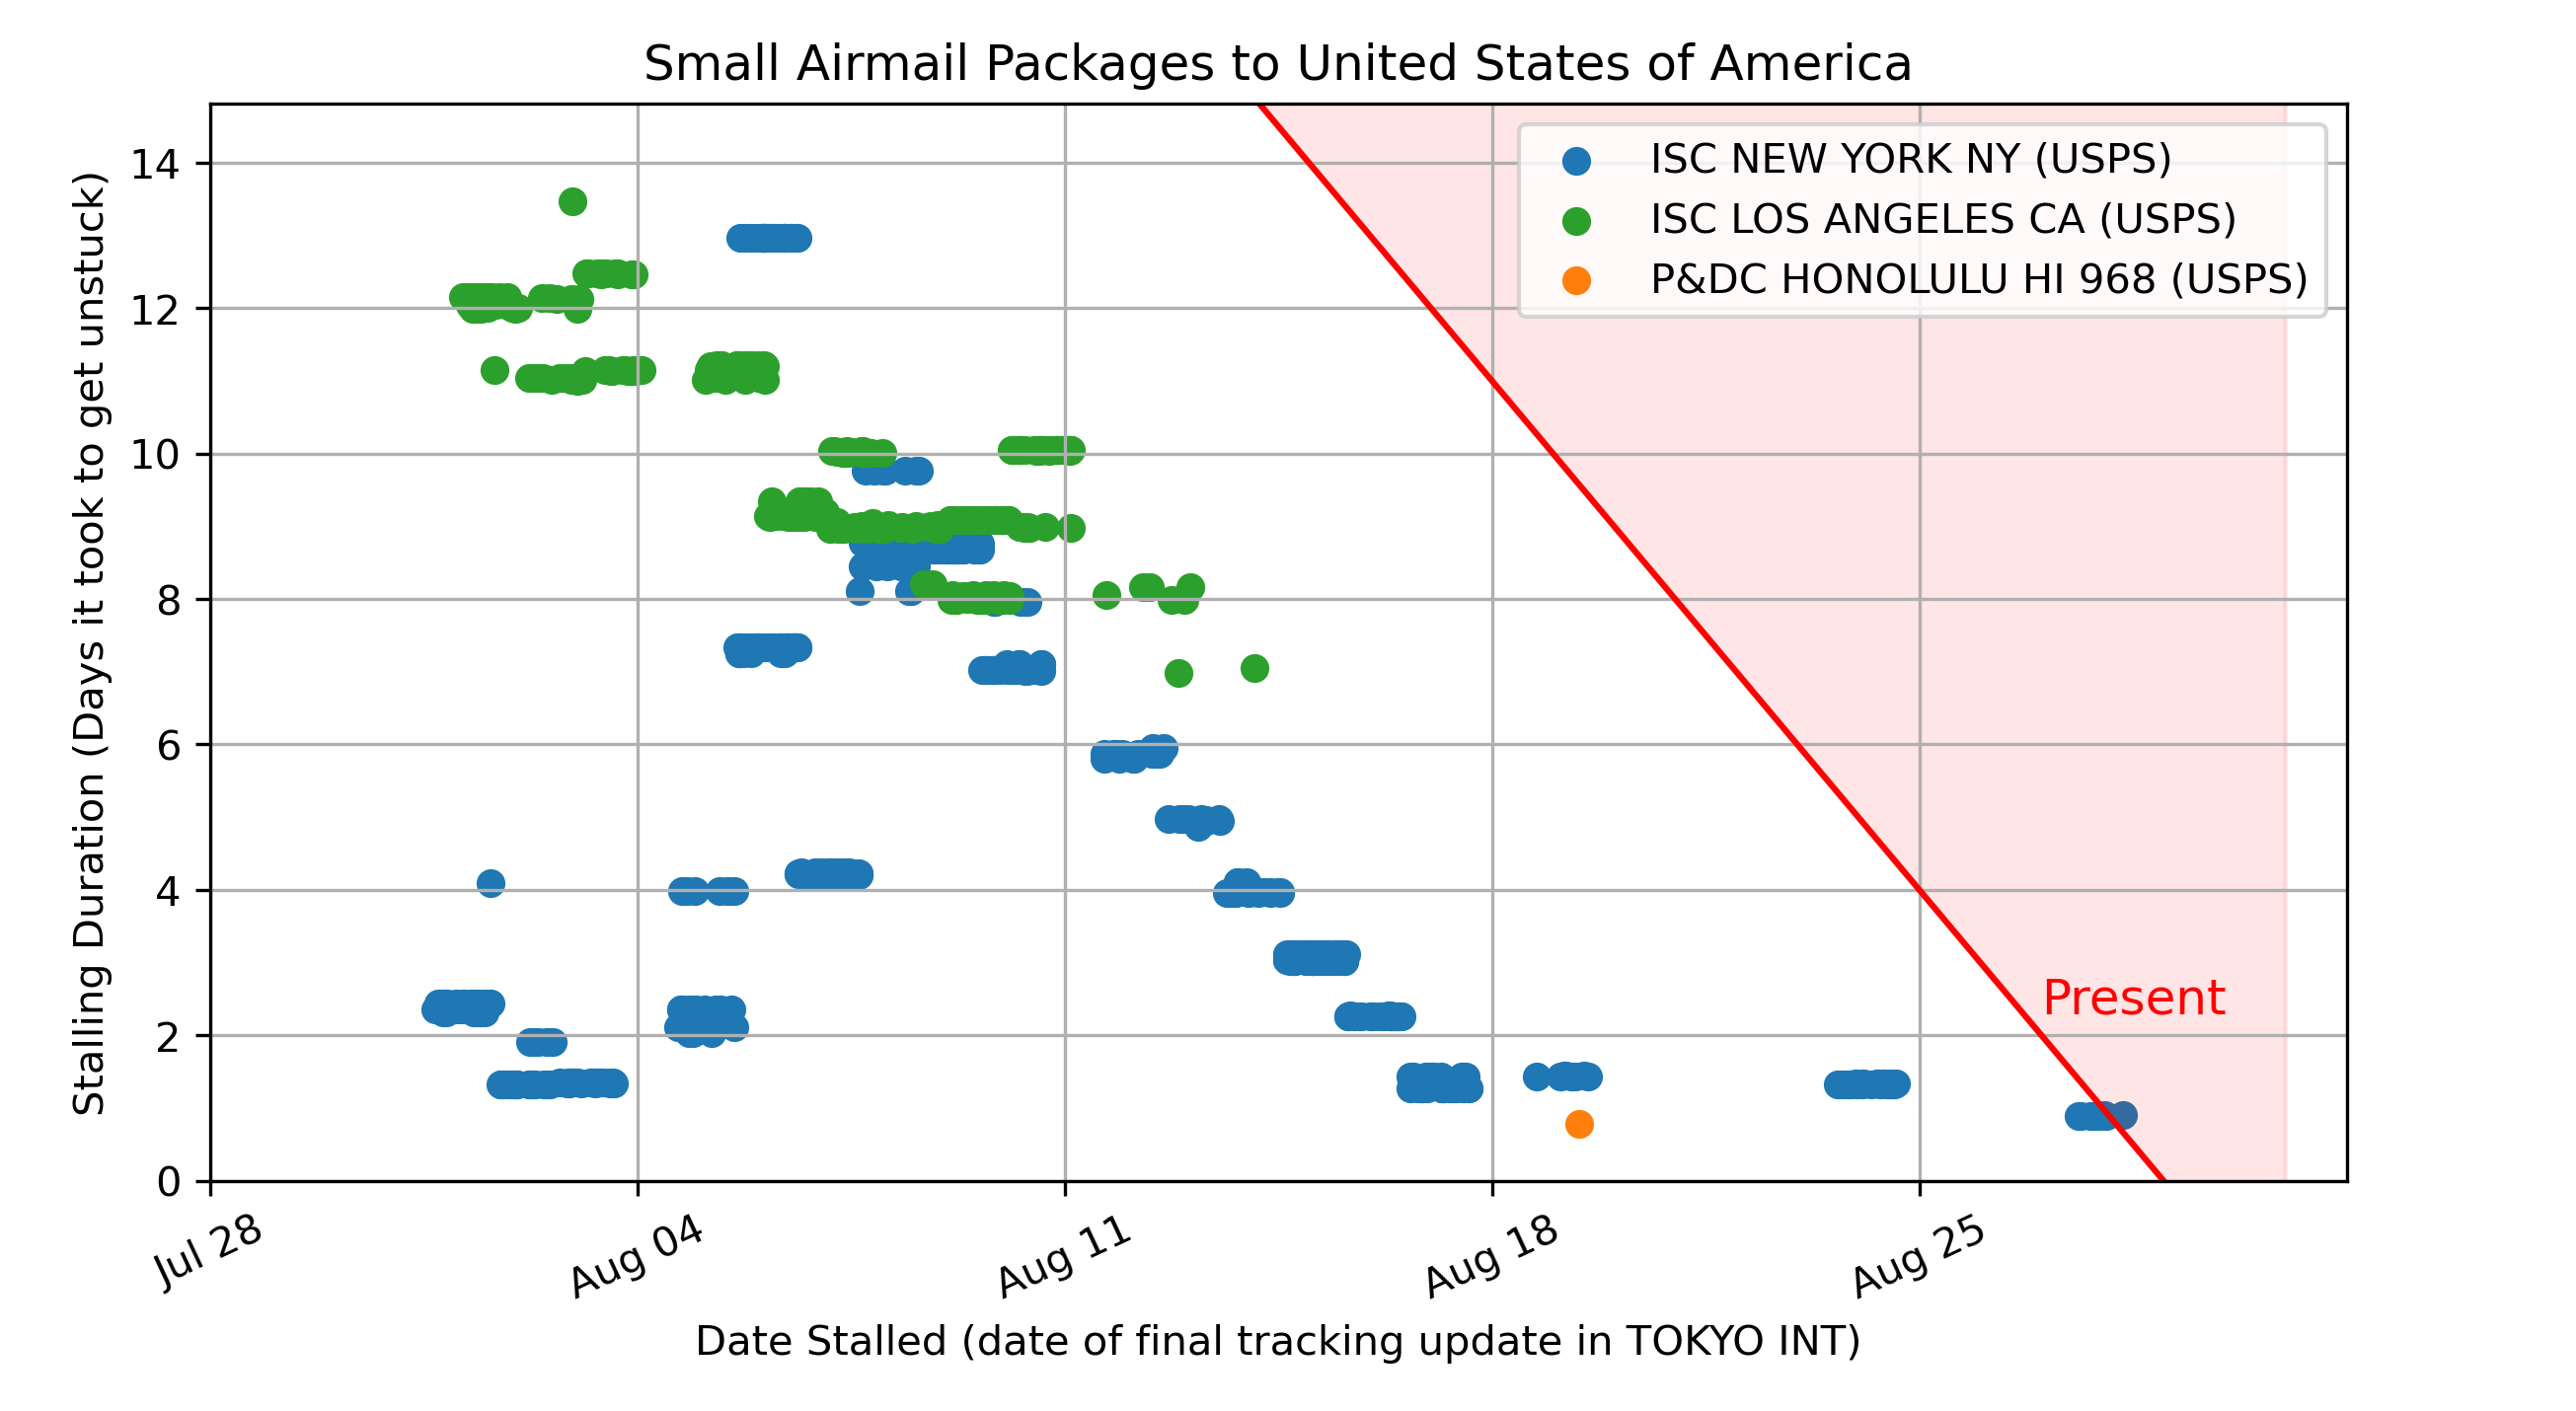 Small Airmail Packages to United States of America
Stalling Duration (Days it took to get unstuck)
14
12
10
8
6
4
2
0
ISC NEW YORK NY (USPS)
ISC LOS ANGELES CA (USPS)
P&DC HONOLULU HI 968 (USPS)
Present
Jul 28
Aug 04
Aug 11
Aug 18
Aug 25
Date Stalled (date of final tracking update in TOKYO INT)